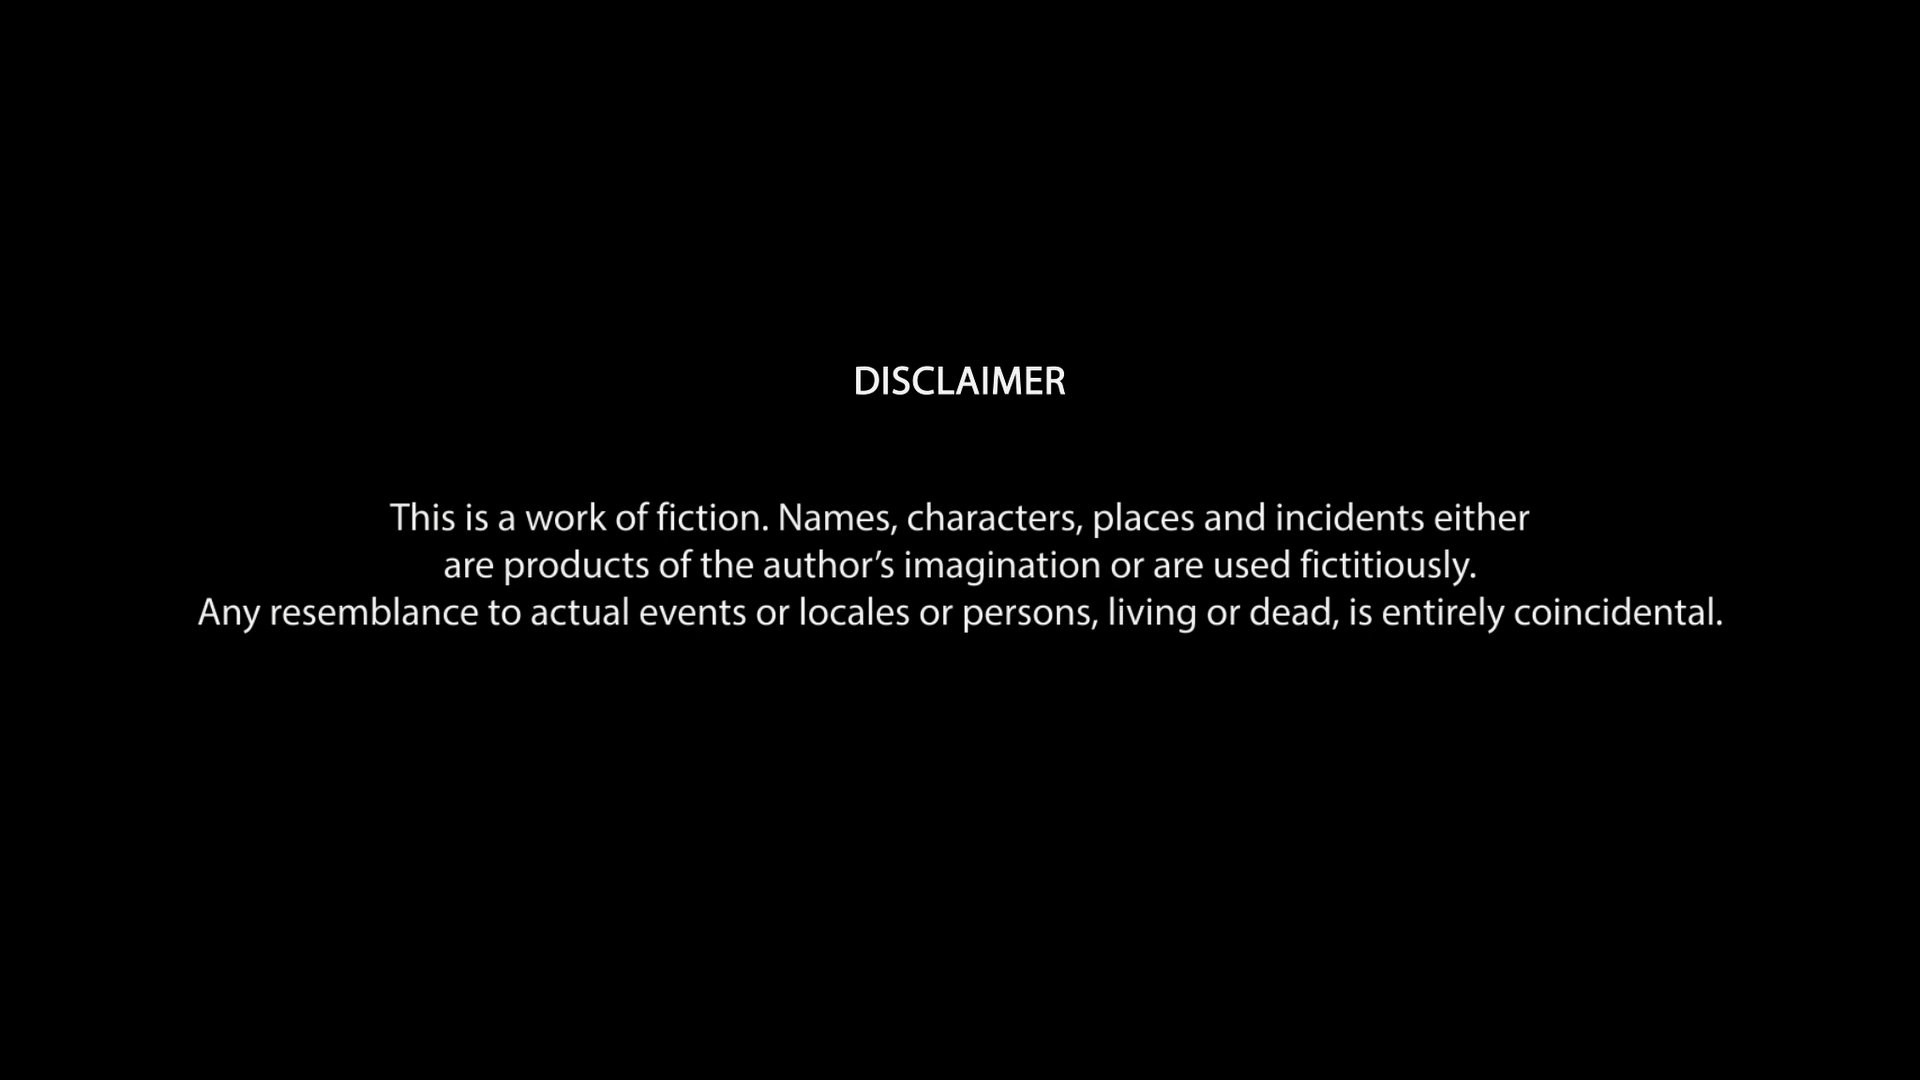 DISCLAIMER
This is a work of fiction. Names, characters, places and incidents either
are products of the author’s imagination or are used fictitiously.
Any resemblance to actual events or locales or persons, living or dead, is entirely coincidental.